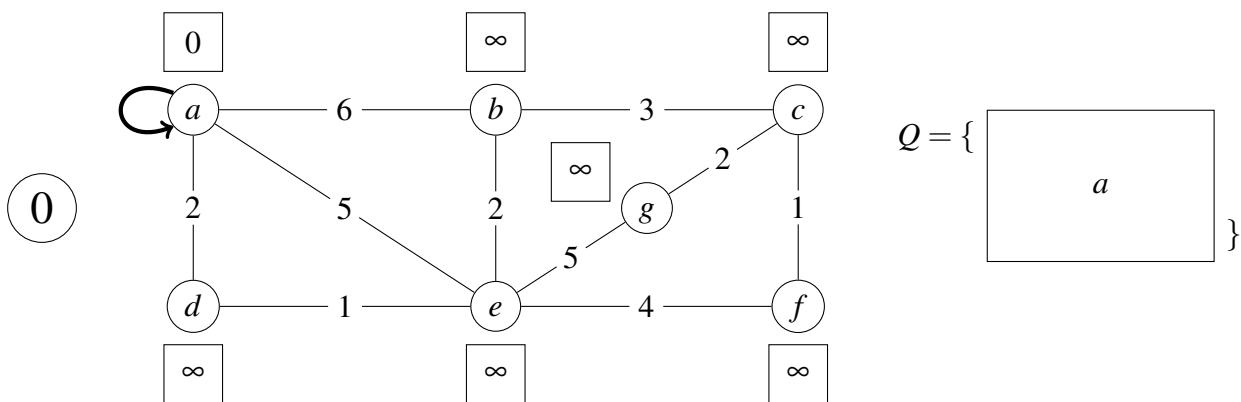 0 ∞ ∞
a 6 b 3 c
Q = {
∞ 2
a
0
2 5 2 g 1
}
5
d 1 e 4 f
∞ ∞ ∞